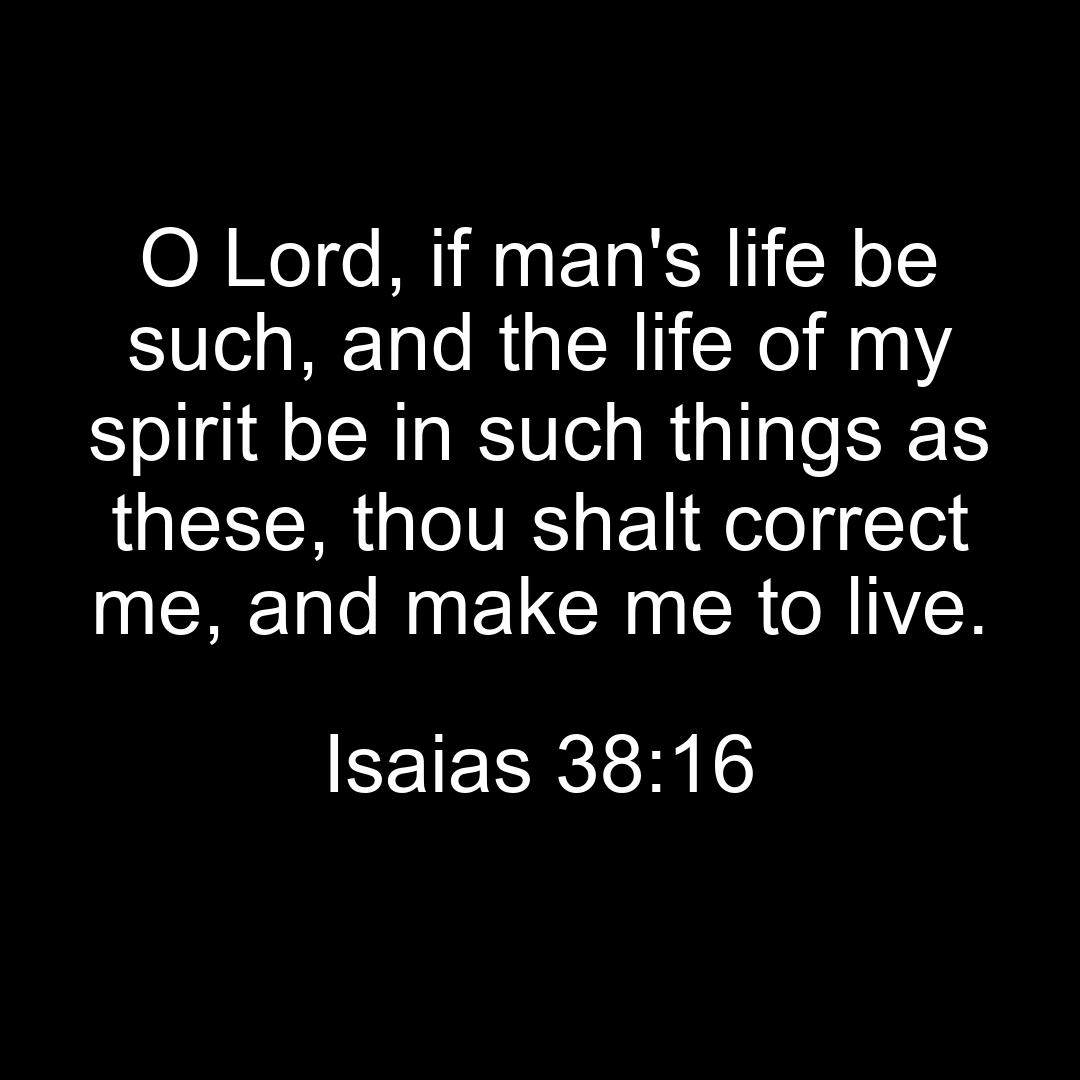 O Lord, if man's life be
such, and the life of my
spirit be in such things as
these, thou shalt correct
me, and make me to live.
Isaias 38:16